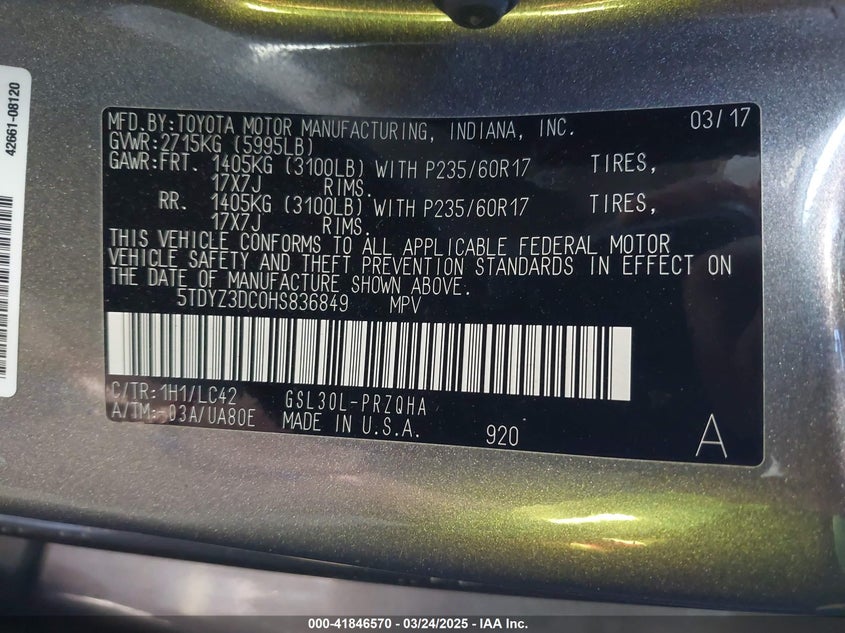 42661-08120
MFD.BY:TOYOTA MOTOR MANUFACTURING, INDIANA, INC. 03/17
GVWR:2715KG (5995LB)
GAWR:FRT. 1405KG (3100LB) WITH P235/60R17 TIRES,
17X7J RIMS.
RR. 1405KG (3100LB) WITH P235/60R17 TIRES,
17X7J RIMS.
THIS VEHICLE CONFORMS TO ALL APPLICABLE FEDERAL MOTOR
VEHICLE SAFETY AND THEFT PREVENTION STANDARDS IN EFFECT ON
THE DATE OF MANUFACTURE SHOWN ABOVE.
5TDYZ3DC0HS836849 MPV
C/TR:1H1/LC42 GSL30L-PRZQHA
A/TM:-03A/UA80E MADE IN U.S.A. 920 A
000-41846570 - 03/24/2025 - IAA Inc.